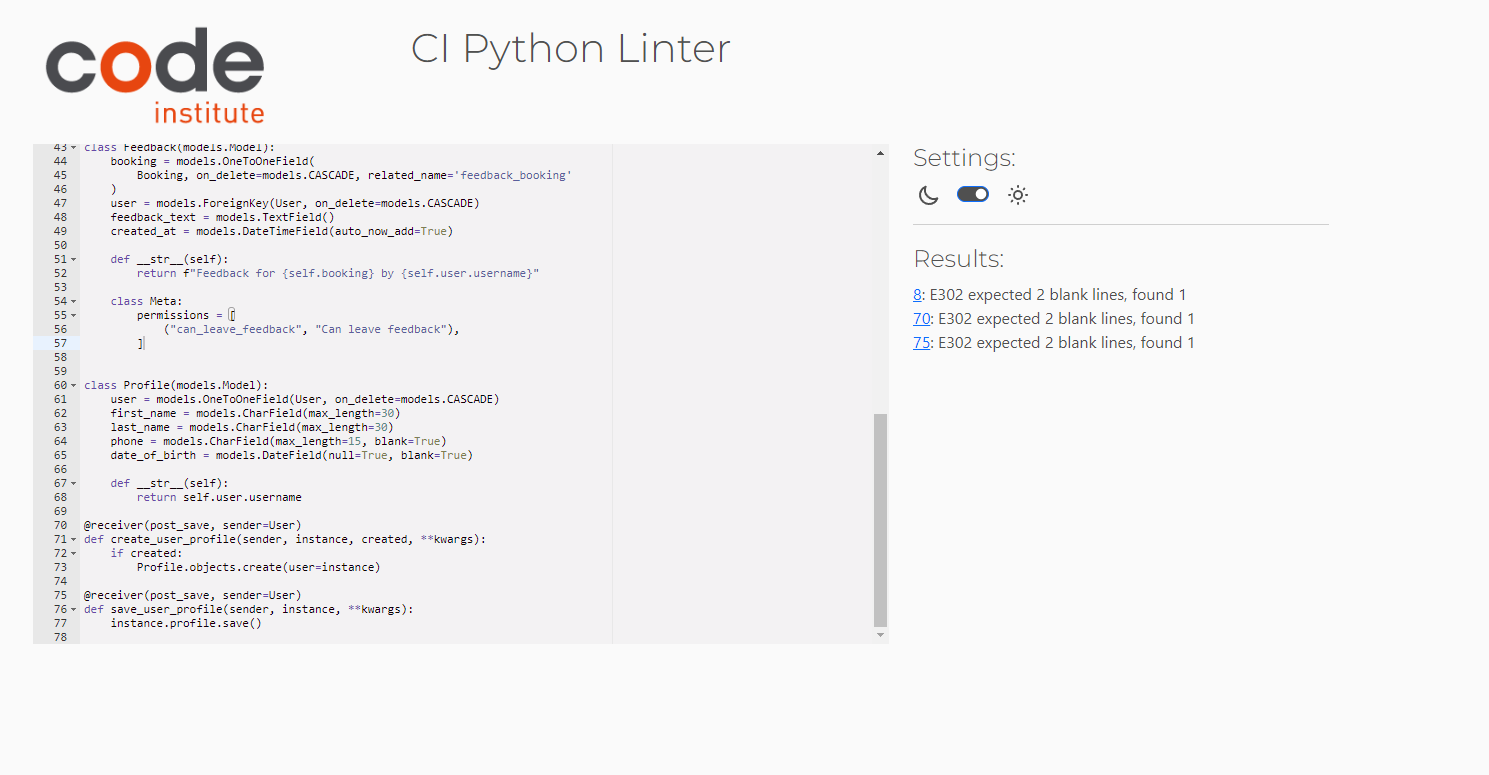 code
institute
CI Python Linter
43 class Feedback(models.Model):
44     booking = models.OneToOneField(
45         Booking, on_delete=models.CASCADE, related_name='feedback_booking'
46     )
47     user = models.ForeignKey(User, on_delete=models.CASCADE)
48     feedback_text = models.TextField()
49     created_at = models.DateTimeField(auto_now_add=True)
50
51     def __str__(self):
52         return f"Feedback for {self.booking} by {self.user.username}"
53
54     class Meta:
55         permissions = [
56             ("can_leave_feedback", "Can leave feedback"),
57         ]
58
59
60 class Profile(models.Model):
61     user = models.OneToOneField(User, on_delete=models.CASCADE)
62     first_name = models.CharField(max_length=30)
63     last_name = models.CharField(max_length=30)
64     phone = models.CharField(max_length=15, blank=True)
65     date_of_birth = models.DateField(null=True, blank=True)
66
67     def __str__(self):
68         return self.user.username
69
70 @receiver(post_save, sender=User)
71 def create_user_profile(sender, instance, created, **kwargs):
72     if created:
73         Profile.objects.create(user=instance)
74
75 @receiver(post_save, sender=User)
76 def save_user_profile(sender, instance, **kwargs):
77     instance.profile.save()
78
Settings:
Results:
8: E302 expected 2 blank lines, found 1
70: E302 expected 2 blank lines, found 1
75: E302 expected 2 blank lines, found 1